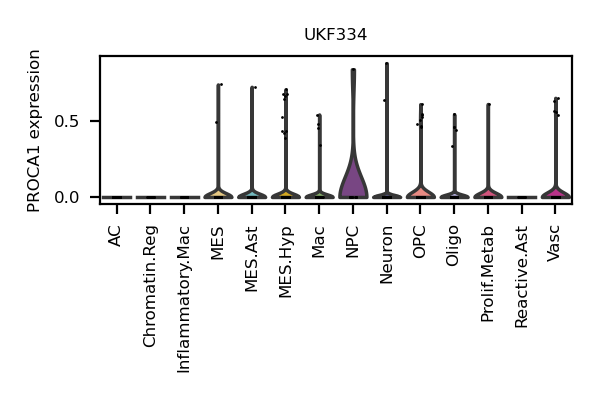 UKF334
PROCA1 expression
0.5
0.0
AC
Chromatin.Reg
Inflammatory.Mac
MES
MES.Ast
MES.Hyp
Mac
NPC
Neuron
OPC
Oligo
Prolif.Metab
Reactive.Ast
Vasc